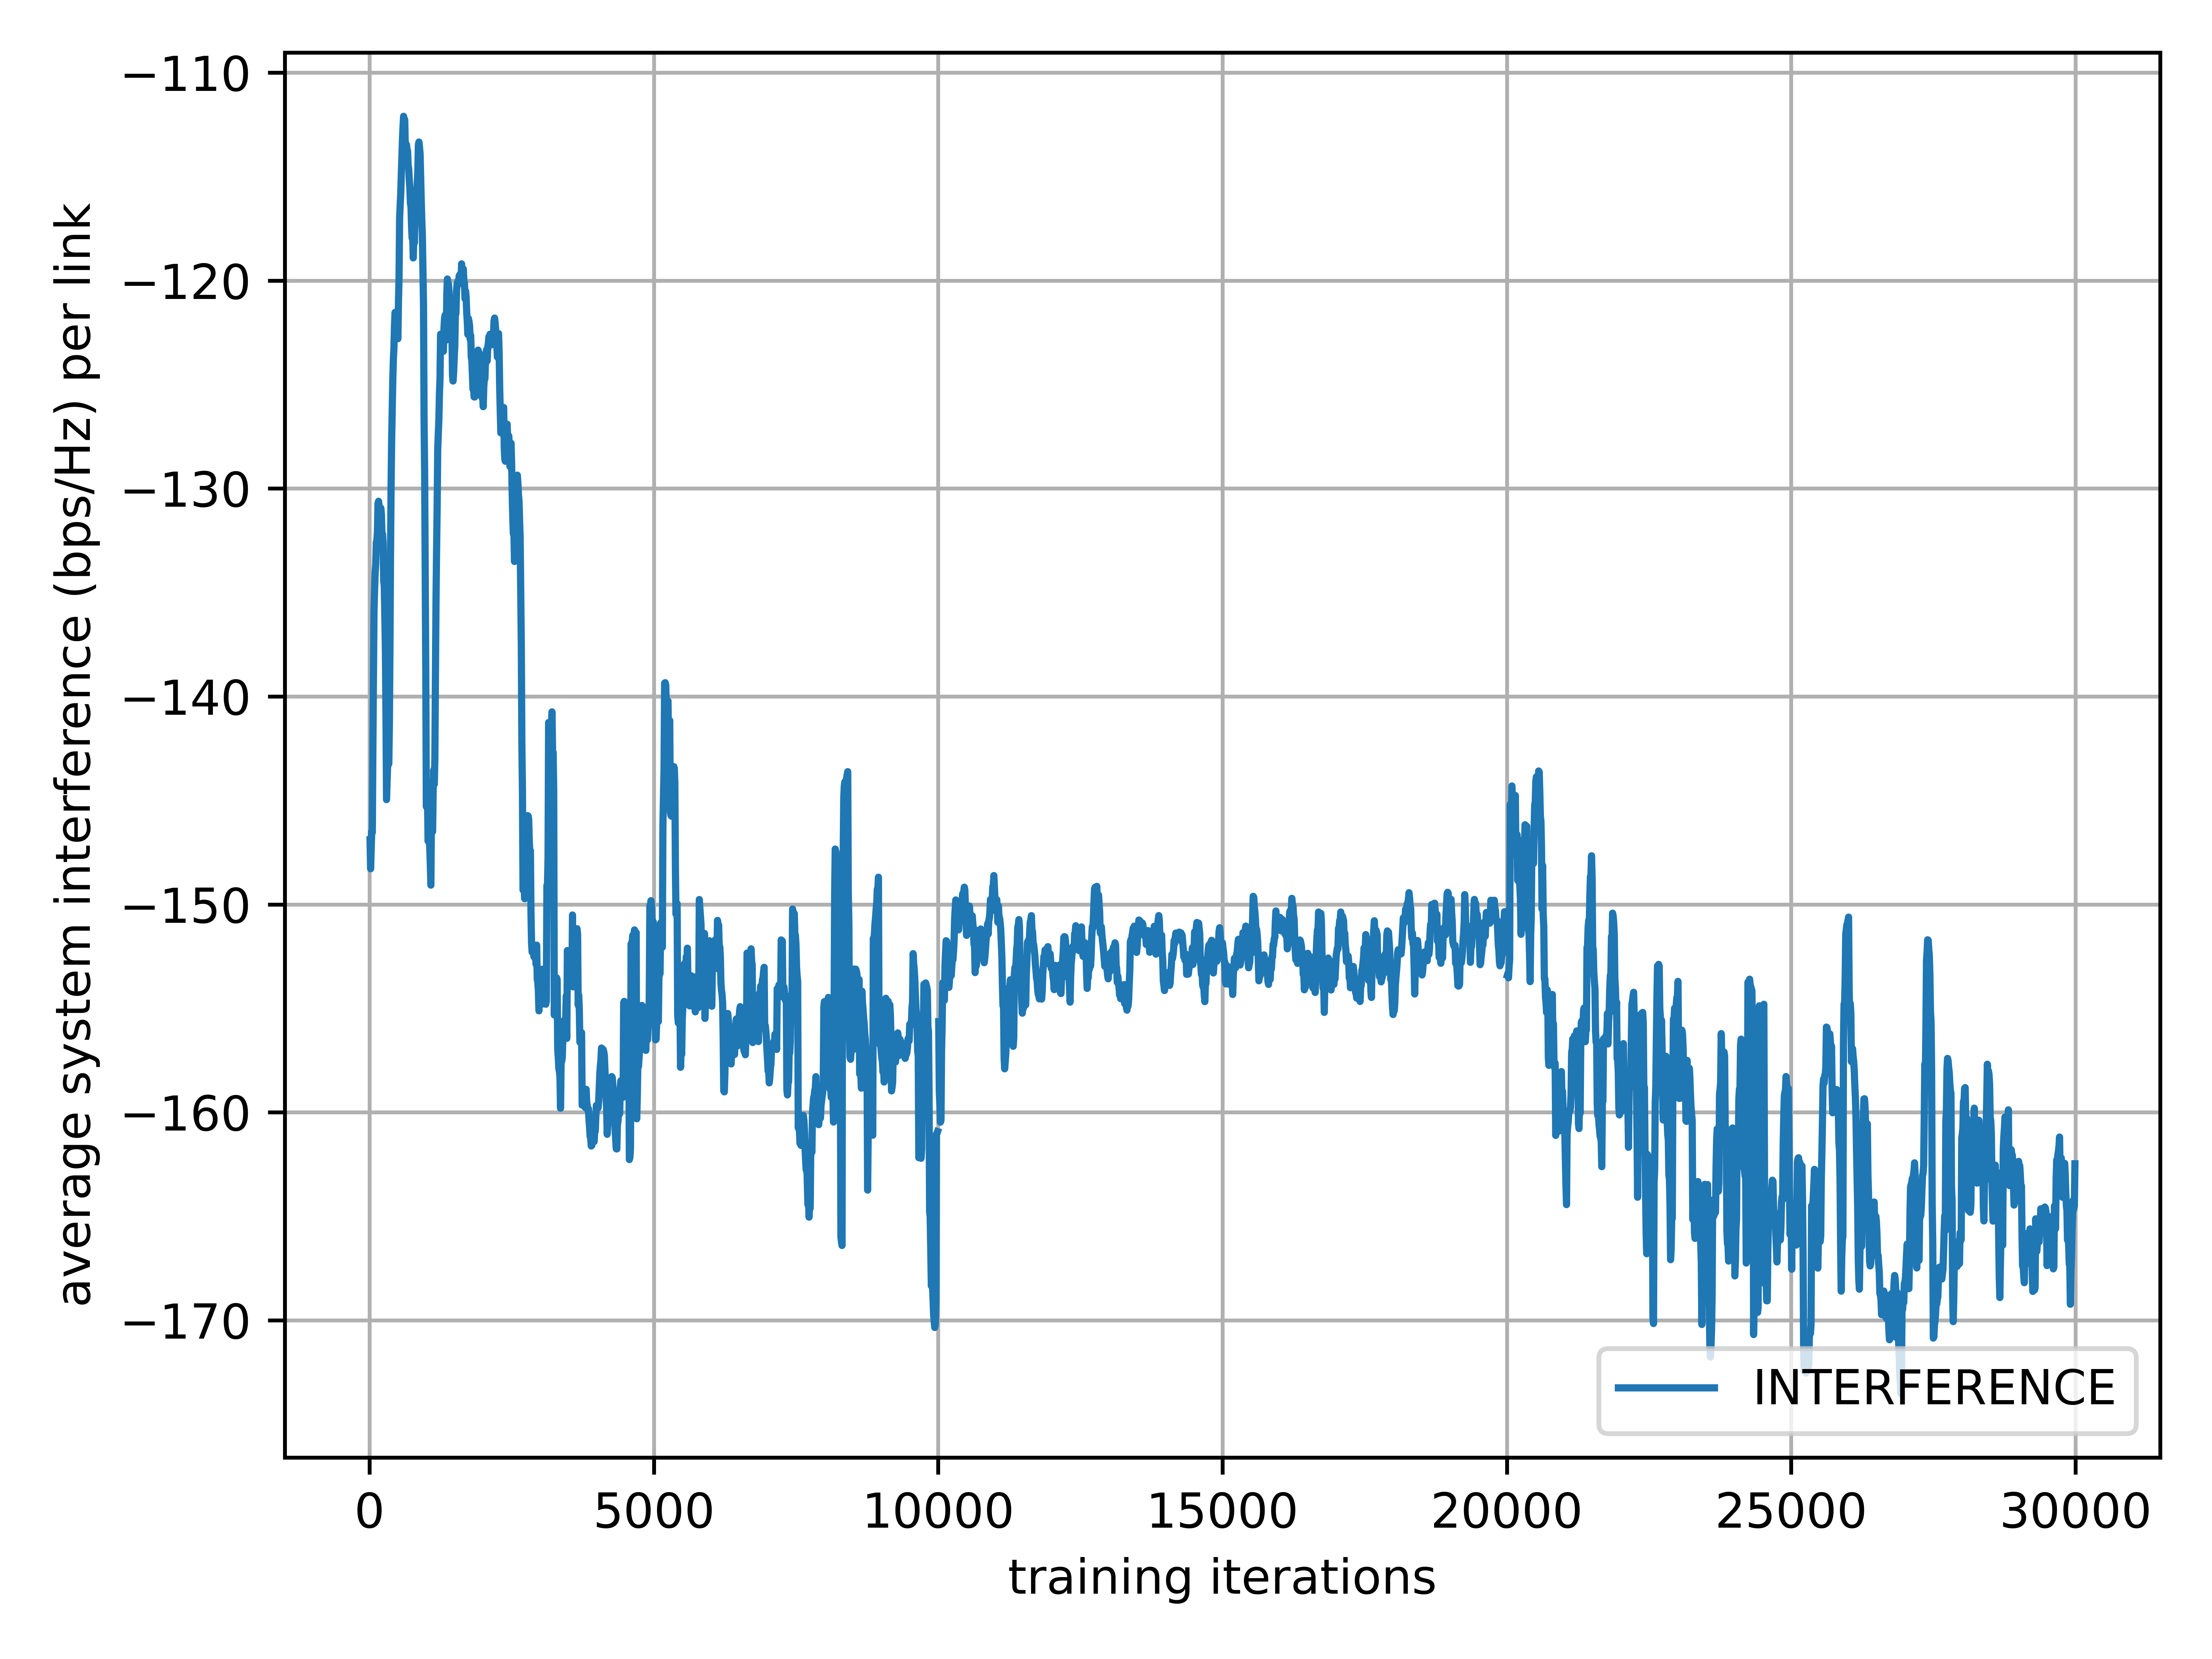 average system interference (bps/Hz) per link
−110
−120
−130
−140
−150
−160
−170
INTERFERENCE
0 5000 10000 15000 20000 25000 30000
training iterations